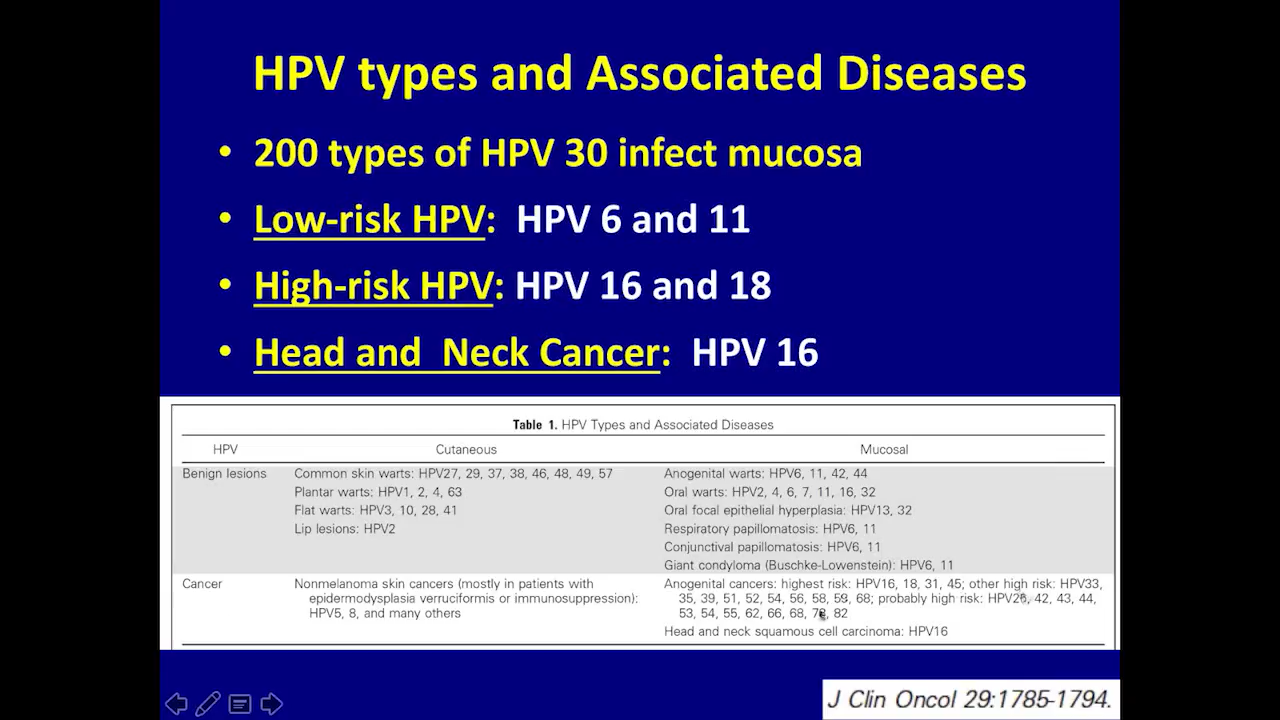 HPV types and Associated Diseases
• 200 types of HPV 30 infect mucosa
• Low-risk HPV: HPV 6 and 11
• High-risk HPV: HPV 16 and 18
• Head and Neck Cancer: HPV 16
Table 1. HPV Types and Associated Diseases
HPV Cutaneous Mucosal
Benign lesions Common skin warts: HPV27, 29, 37, 38, 46, 48, 49, 57 Anogenital warts: HPV6, 11, 42, 44
Plantar warts: HPV1, 2, 4, 63 Oral warts: HPV2, 4, 6, 7, 11, 16, 32
Flat warts: HPV3, 10, 28, 41 Oral focal epithelial hyperplasia: HPV13, 32
Lip lesions: HPV2 Respiratory papillomatosis: HPV6, 11
Conjunctival papillomatosis: HPV6, 11
Giant condyloma (Buschke-Lowenstein): HPV6, 11
Cancer Nonmelanoma skin cancers (mostly in patients with Anogenital cancers: highest risk: HPV16, 18, 31, 45; other high risk: HPV33,
epidermodysplasia verruciformis or immunosuppression): 35, 39, 51, 52, 54, 56, 58, 59, 68; probably high risk: HPV26, 42, 43, 44,
HPV5, 8, and many others 53, 54, 55, 62, 66, 68, 82
Head and neck squamous cell carcinoma: HPV16
J Clin Oncol 29:1785-1794.